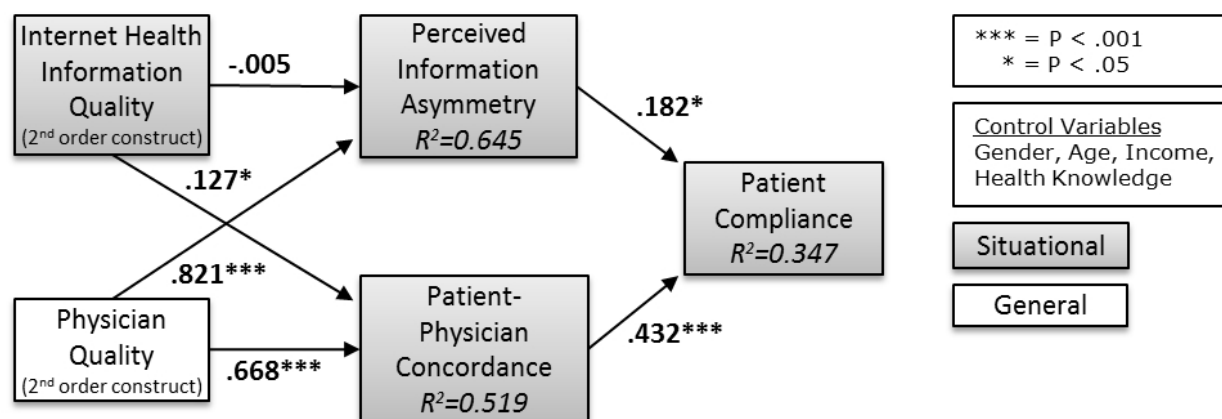 Internet Health
Information
Quality
(2nd order construct)
-.005
Perceived
Information
Asymmetry
R²=0.645
.182*
.127*
Patient
Compliance
R²=0.347
.821***
Physician
Quality
(2nd order construct)
.668***
Patient-
Physician
Concordance
R²=0.519
.432***
*** = P < .001
* = P < .05
Control Variables
Gender, Age, Income,
Health Knowledge
Situational
General